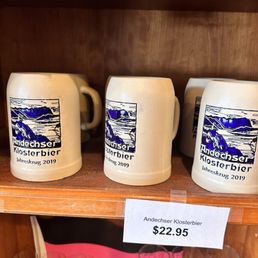 Andechser
Klosterbier
Jahreskrug 2019
Andechser
Klosterbier
Jahreskrug 2019
Andechser
Klosterbier
Jahreskrug 2019
Andechser Klosterbier
$22.95